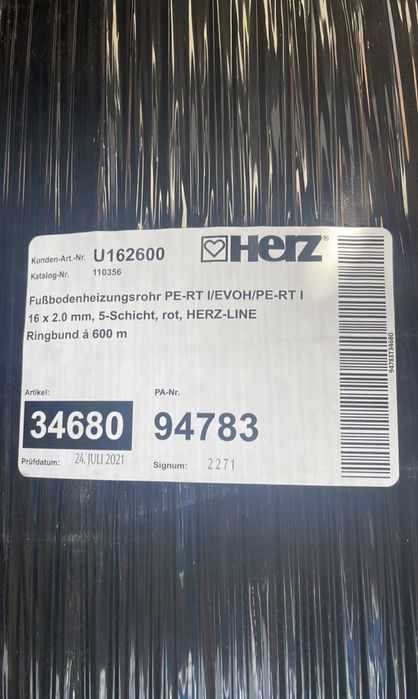 Kunden-Art.-Nr. U162600
Katalog-Nr. 110356
Herz®
Fußbodenheizungsrohr PE-RT I/EVOH/PE-RT I
16 x 2.0 mm, 5-Schicht, rot, HERZ-LINE
Ringbund á 600 m
Artikel: PA-Nr.
34680 94783
Prüfdatum: 24. JULI 2021 Signum: 2271
94783T34680